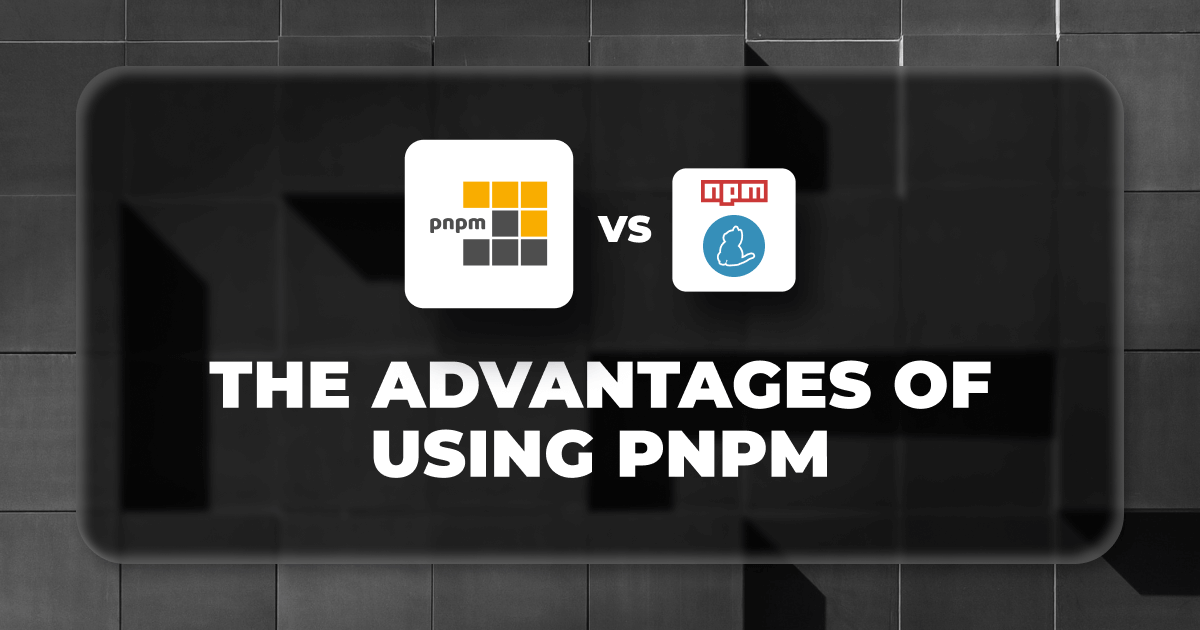 pnpm
VS
npm
THE ADVANTAGES OF
USING PNPM